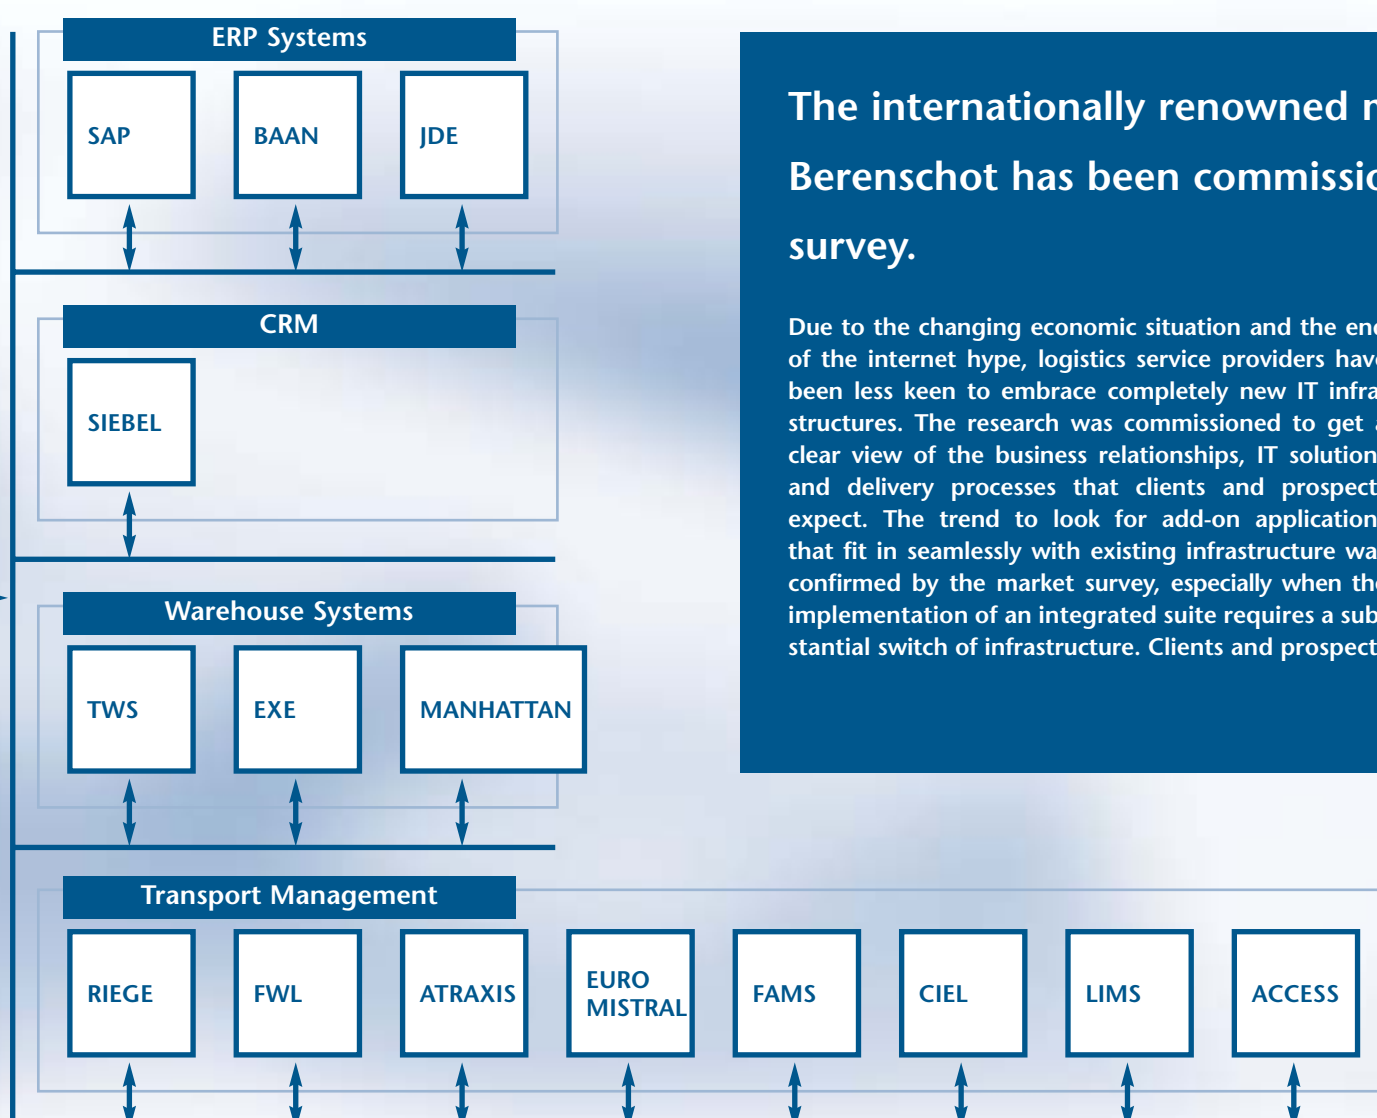 ERP Systems
SAP
BAAN
JDE
CRM
SIEBEL
Warehouse Systems
TWS
EXE
MANHATTAN
Transport Management
RIEGE
FWL
ATRAXIS
EURO
MISTRAL
FAMS
CIEL
LIMS
ACCESS
The internationally renowned
Berenschot has been
survey.
Due to the changing economic situation and the
of the internet hype, logistics service providers
been less keen to embrace completely new IT infra
structures. The research was commissioned to get
clear view of the business relationships, IT solution
and delivery processes that clients and prospect
expect. The trend to look for add-on application
that fit in seamlessly with existing infrastructure
confirmed by the market survey, especially when
implementation of an integrated suite requires a sub
stantial switch of infrastructure. Clients and prospect